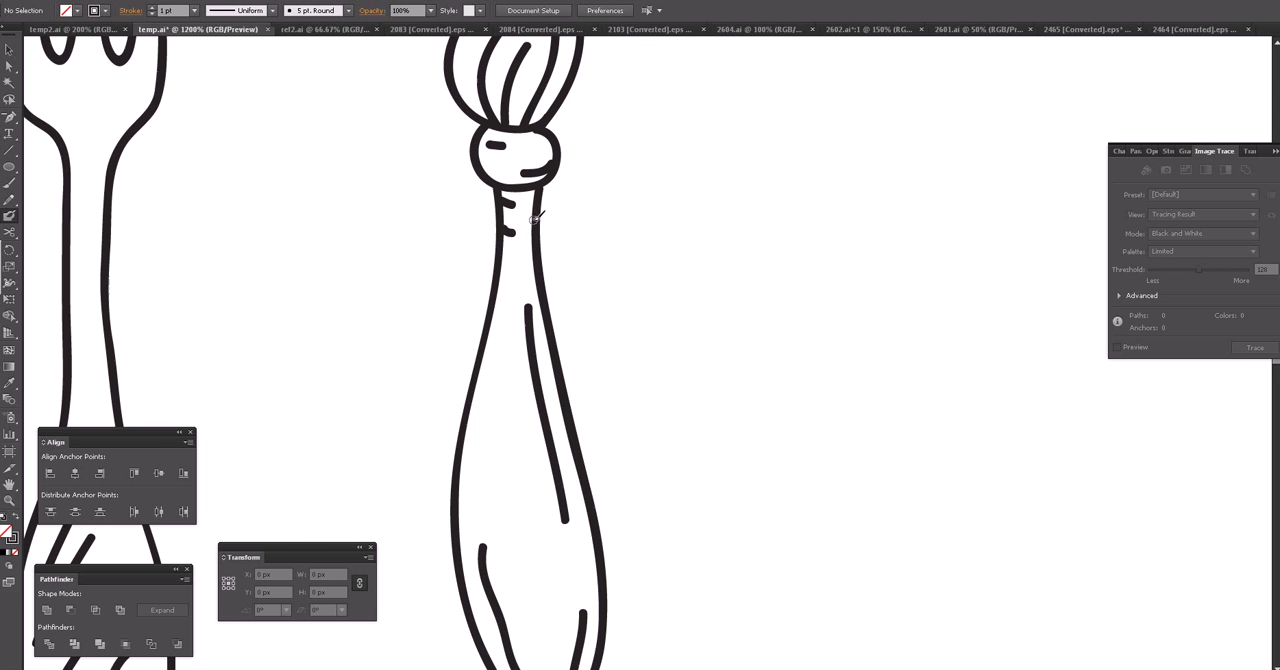 No Selection
Stroke: 1 pt Uniform 5 pt. Round Opacity: 100% Style: Document Setup Preferences
temp2.ai @ 200% (RGB... temp.ai* @ 1200% (RGB/Preview) ref2.ai @ 66.67% (RGB/... 2083 [Converted].eps ... 2084 [Converted].eps ... 2103 [Converted].eps ... 2604.ai @ 100% (RGB/... 2602.ai*:1 @ 150% (RG... 2601.ai @ 50% (RGB/Pr... 2465 [Converted].eps* ... 2464 [Converted].eps ...
Image Trace
Preset: [Default]
View: Tracing Result
Mode: Black and White
Palette: Limited
Threshold: 128
Less More
Advanced
Paths: 0 Colors: 0
Anchors: 0
Preview Trace
Align
Align Anchor Points:
Distribute Anchor Points:
Pathfinder
Shape Modes:
Expand
Pathfinders:
Transform
X: 0 px W: 0 px
Y: 0 px H: 0 px
0° 0°